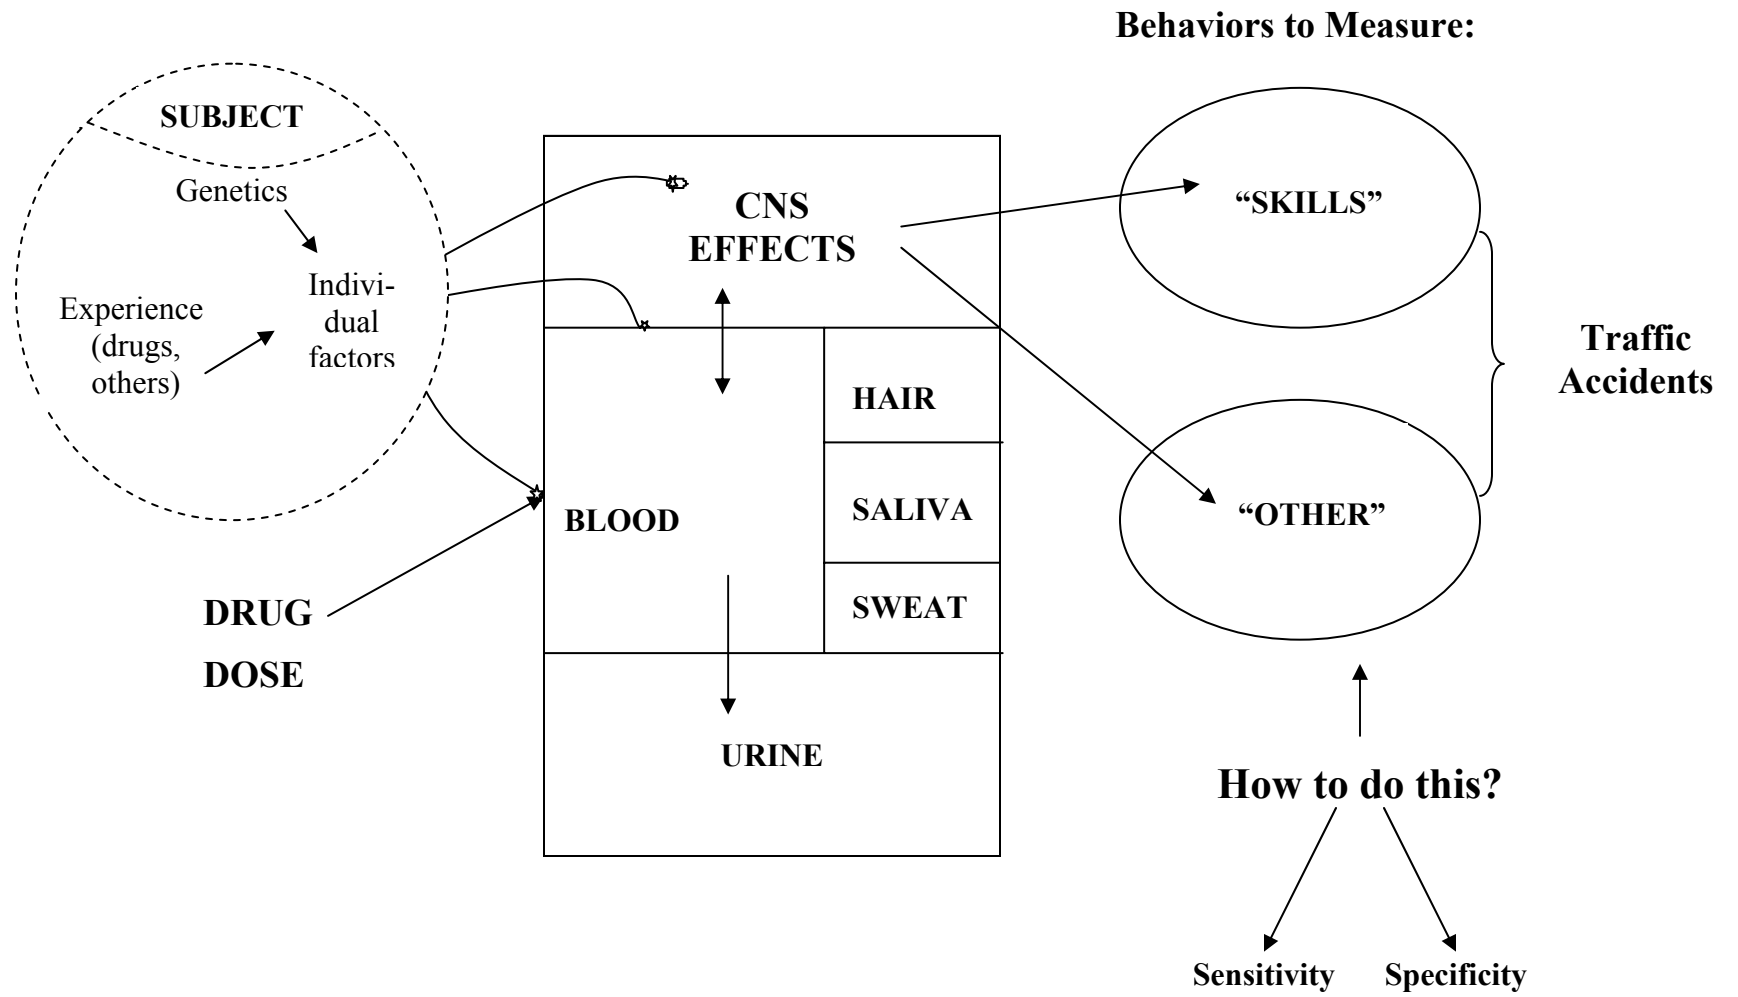 Behaviors to Measure:
SUBJECT
Genetics
Indivi-
dual
factors
Experience
(drugs,
others)
DRUG
DOSE
CNS
EFFECTS
BLOOD
HAIR
SALIVA
SWEAT
URINE
“SKILLS”
“OTHER”
Traffic
Accidents
How to do this?
Sensitivity
Specificity